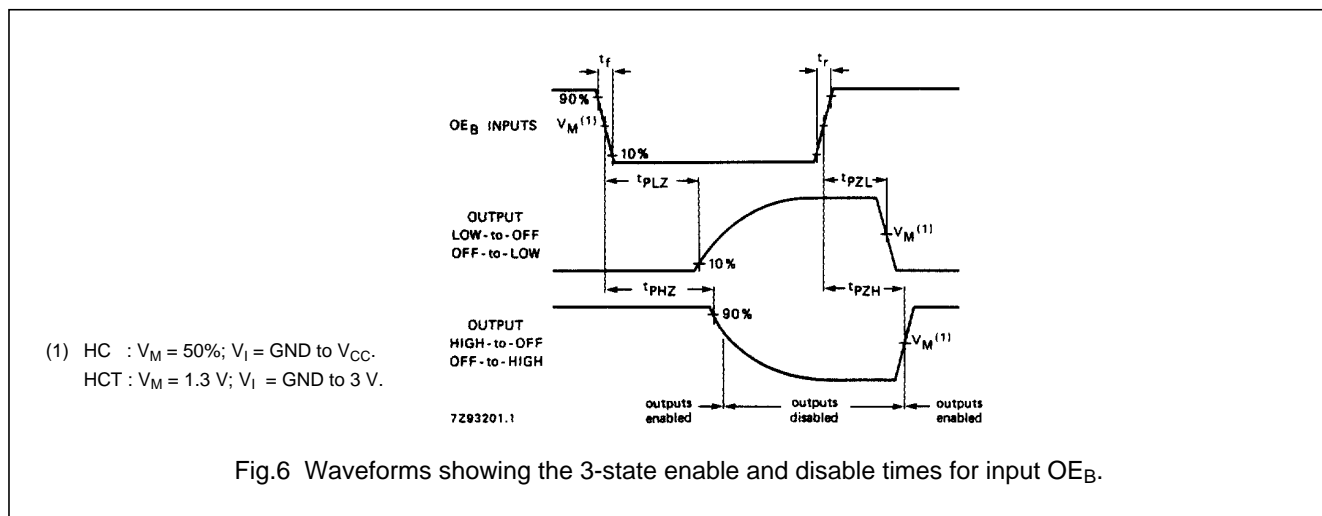 tf
tr
90%
OEB INPUTS
VM(1)
10%
tPLZ
tPZL
OUTPUT
LOW-to-OFF
OFF-to-LOW
VM(1)
10%
tPHZ
tPZH
90%
OUTPUT
HIGH-to-OFF
OFF-to-HIGH
VM(1)
(1) HC : VM = 50%; VI = GND to VCC.
HCT : VM = 1.3 V; VI = GND to 3 V.
outputs enabled
outputs disabled
outputs enabled
7Z93201.1
Fig.6 Waveforms showing the 3-state enable and disable times for input OEB.